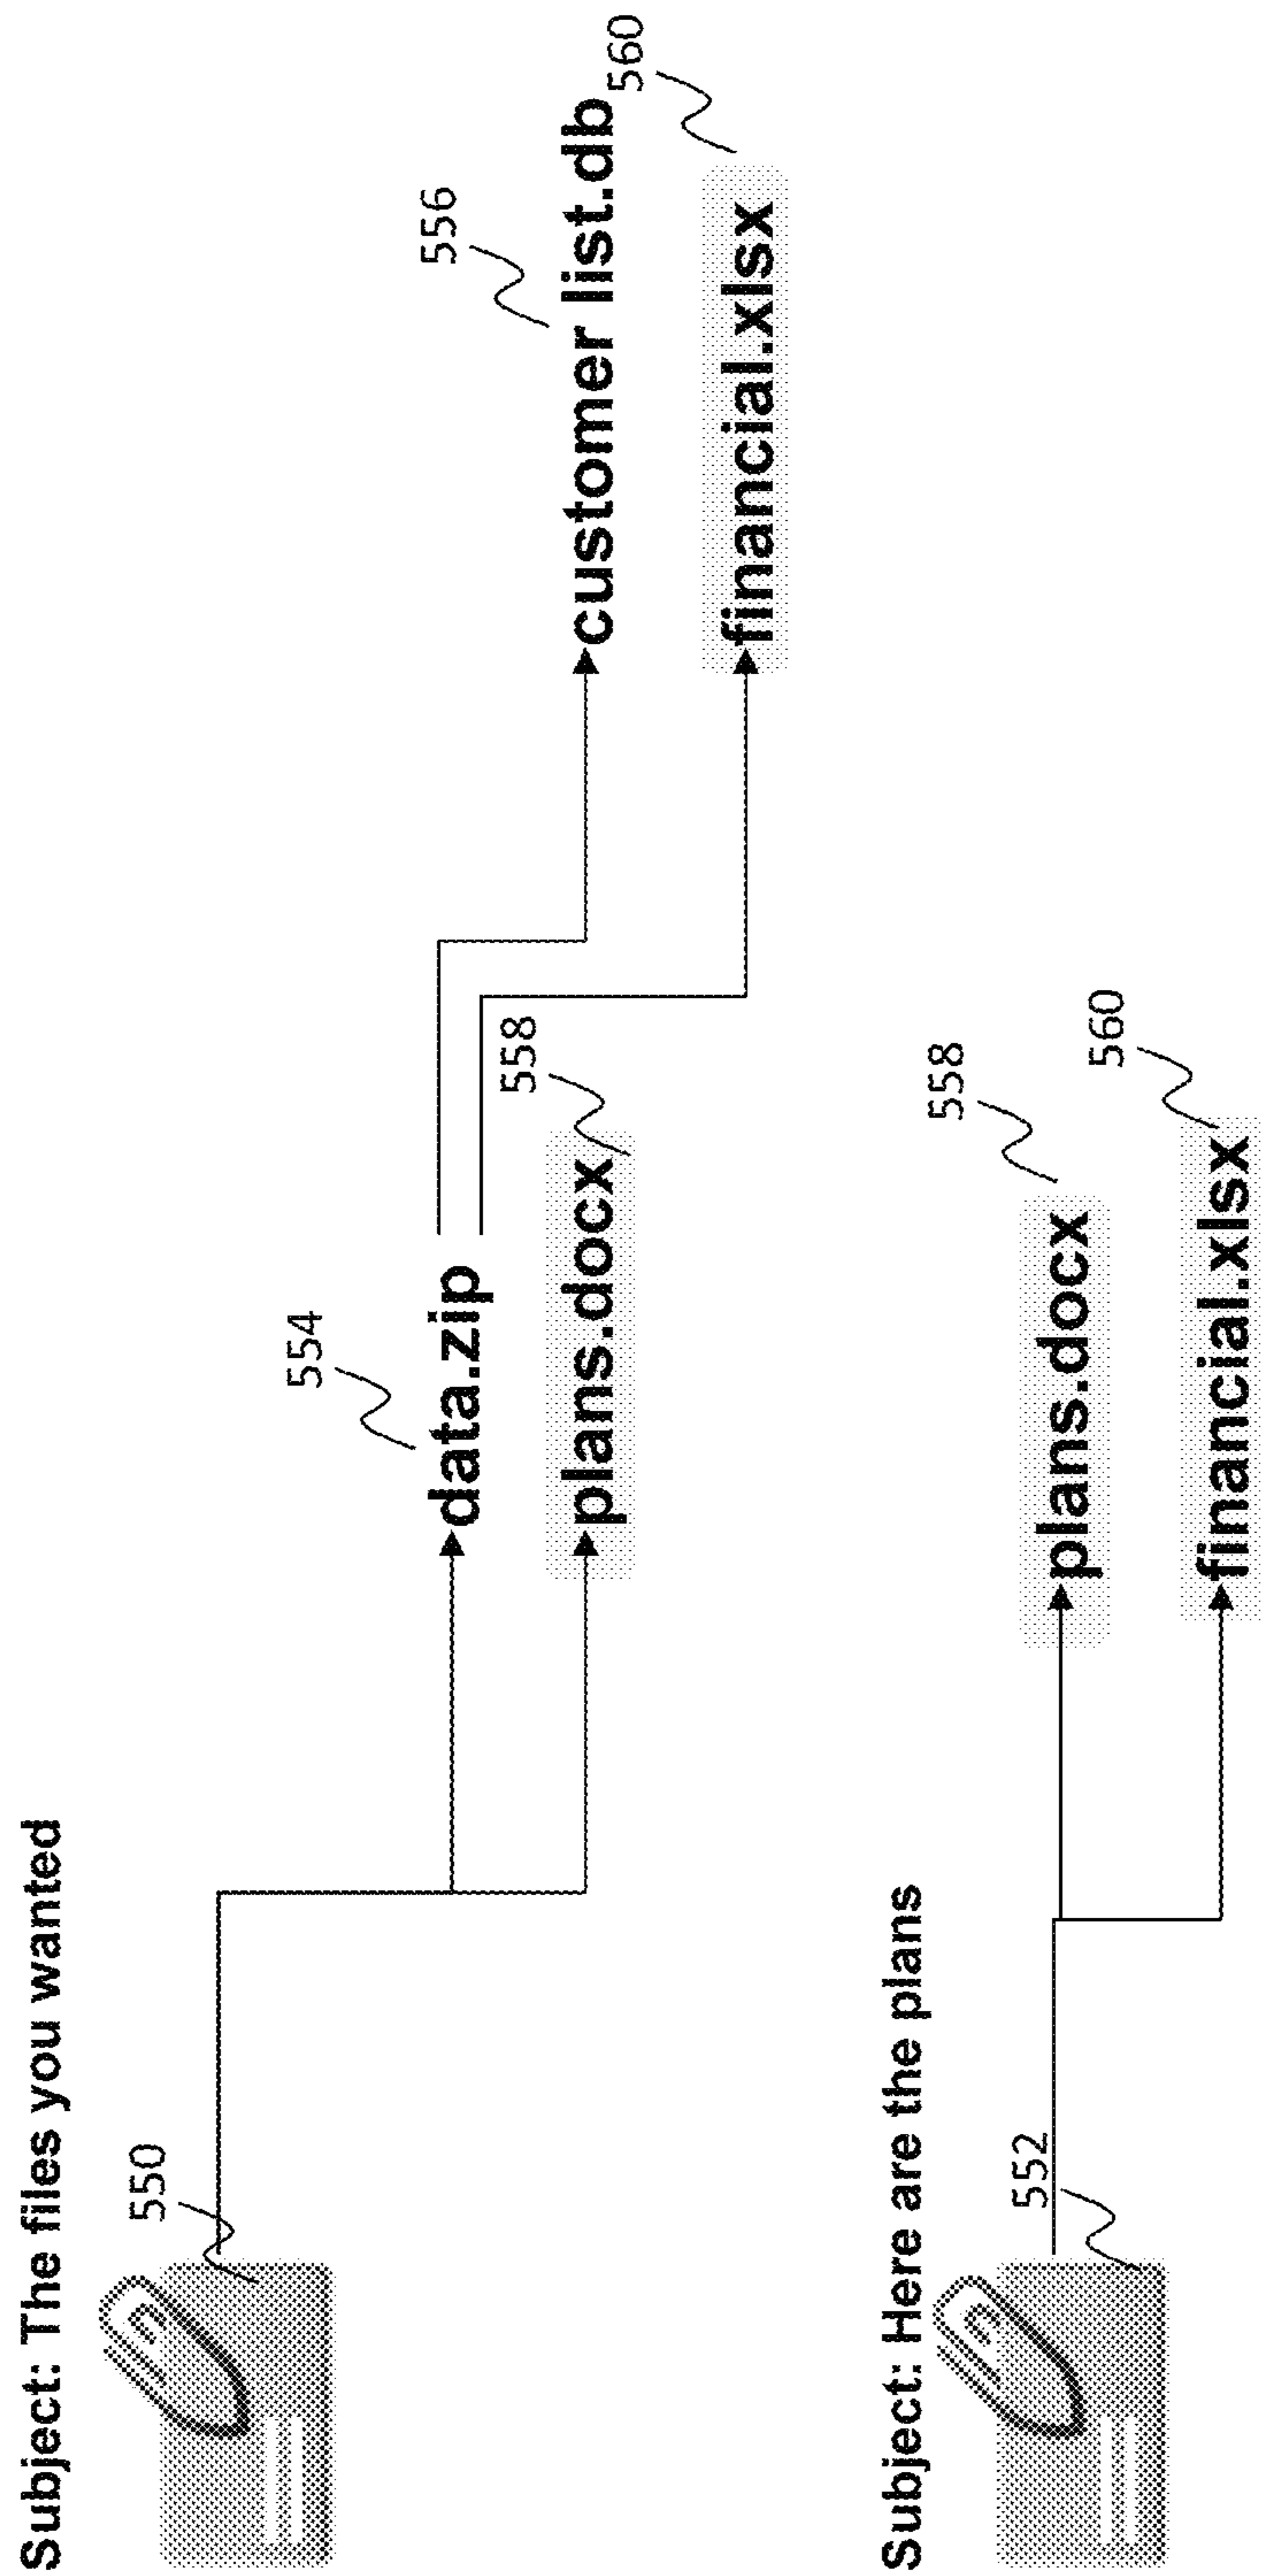 Subject: The files you wanted
550
554
data.zip
558
plans.docx
556
customer list.db
560
financial.xlsx
Subject: Here are the plans
552
558
plans.docx
560
financial.xlsx